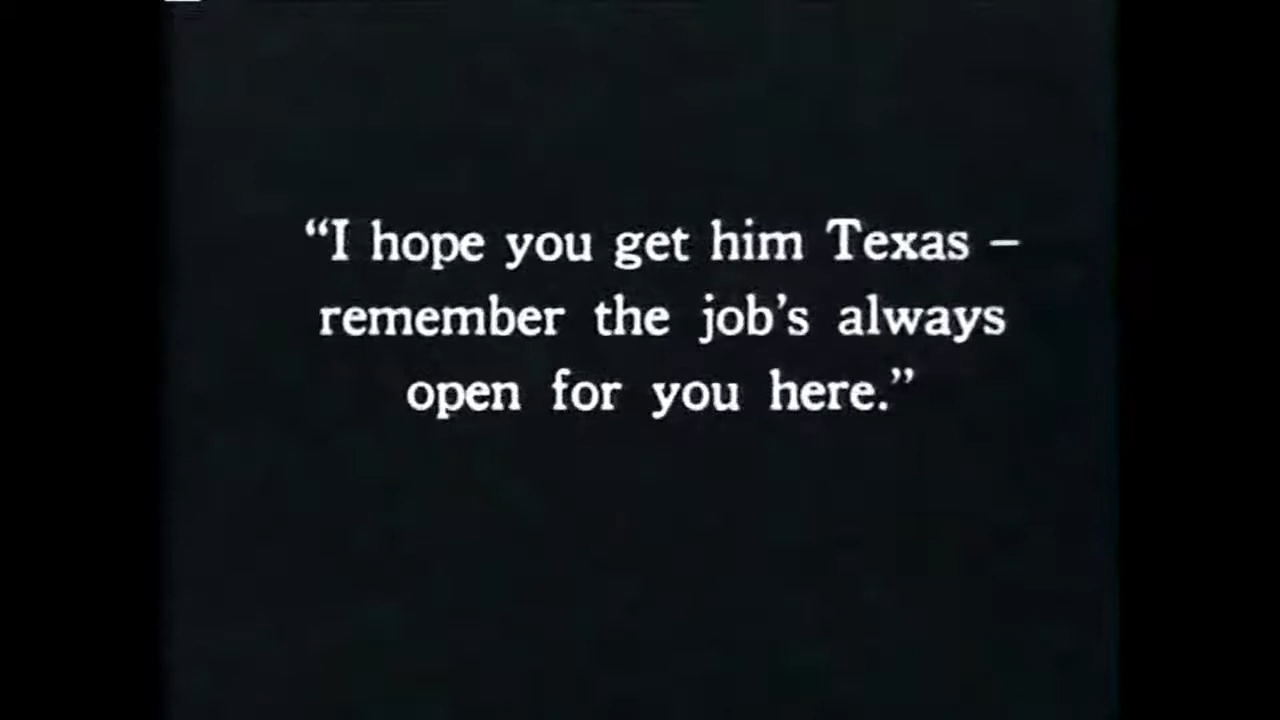 “I hope you get him Texas –
remember the job’s always
open for you here.”